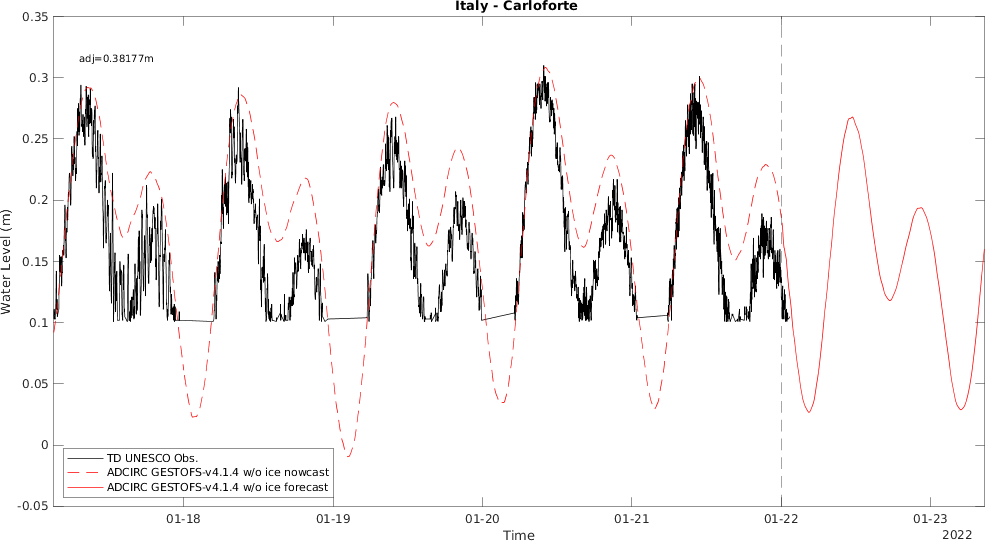 Italy - Carloforte
0.35
adj=0.38177m
0.3
0.25
0.2
0.15
0.1
0.05
0
-0.05
Water Level (m)
TD UNESCO Obs.
ADCIRC GESTOFS-v4.1.4 w/o ice nowcast
ADCIRC GESTOFS-v4.1.4 w/o ice forecast
01-18 01-19 01-20 01-21 01-22 01-23
Time
2022